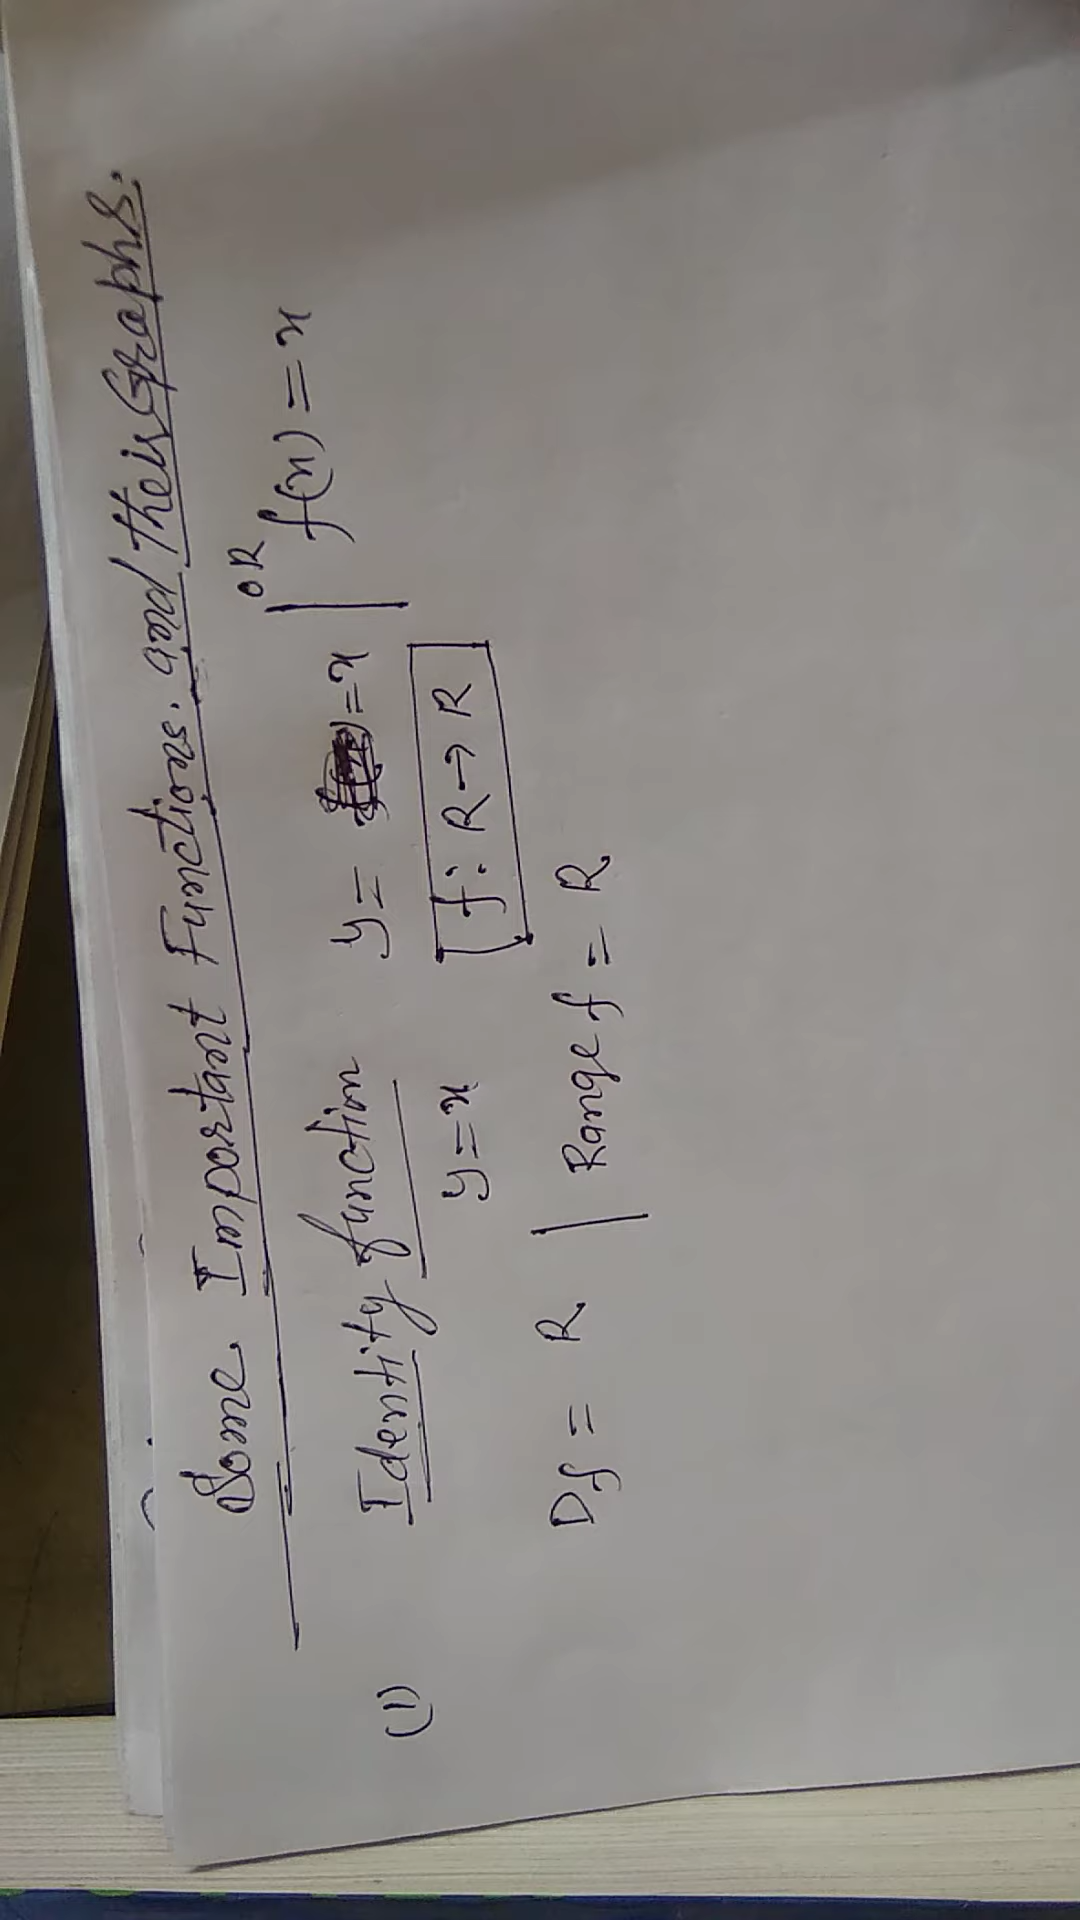 Some Important Functions. and their Graphs.
(1) Identity function y = =x | OR f(x) = x
y=x f: R→R
Df = R | Range f = R